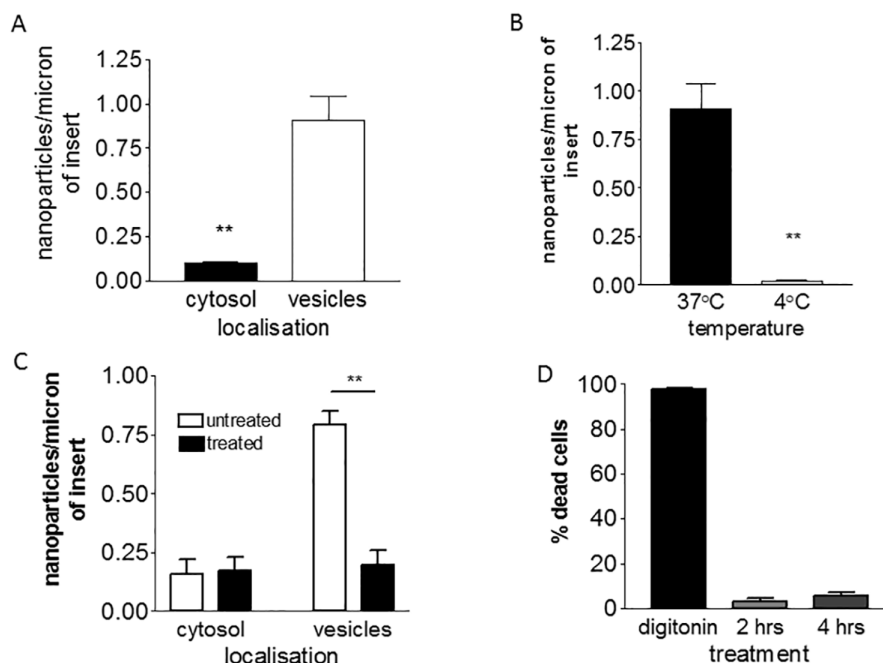 A
nanoparticles/micron
of insert
1.25
1.00
0.75
0.50
0.25
0.00
**
cytosol vesicles
localisation
B
nanoparticles/micron of
insert
1.25
1.00
0.75
0.50
0.25
0.00
**
37°C 4°C
temperature
C
nanoparticles/micron
of insert
1.00
0.75
0.50
0.25
0.00
untreated
treated
**
cytosol vesicles
localisation
D
% dead cells
100
80
60
40
20
0
digitonin 2 hrs 4 hrs
treatment